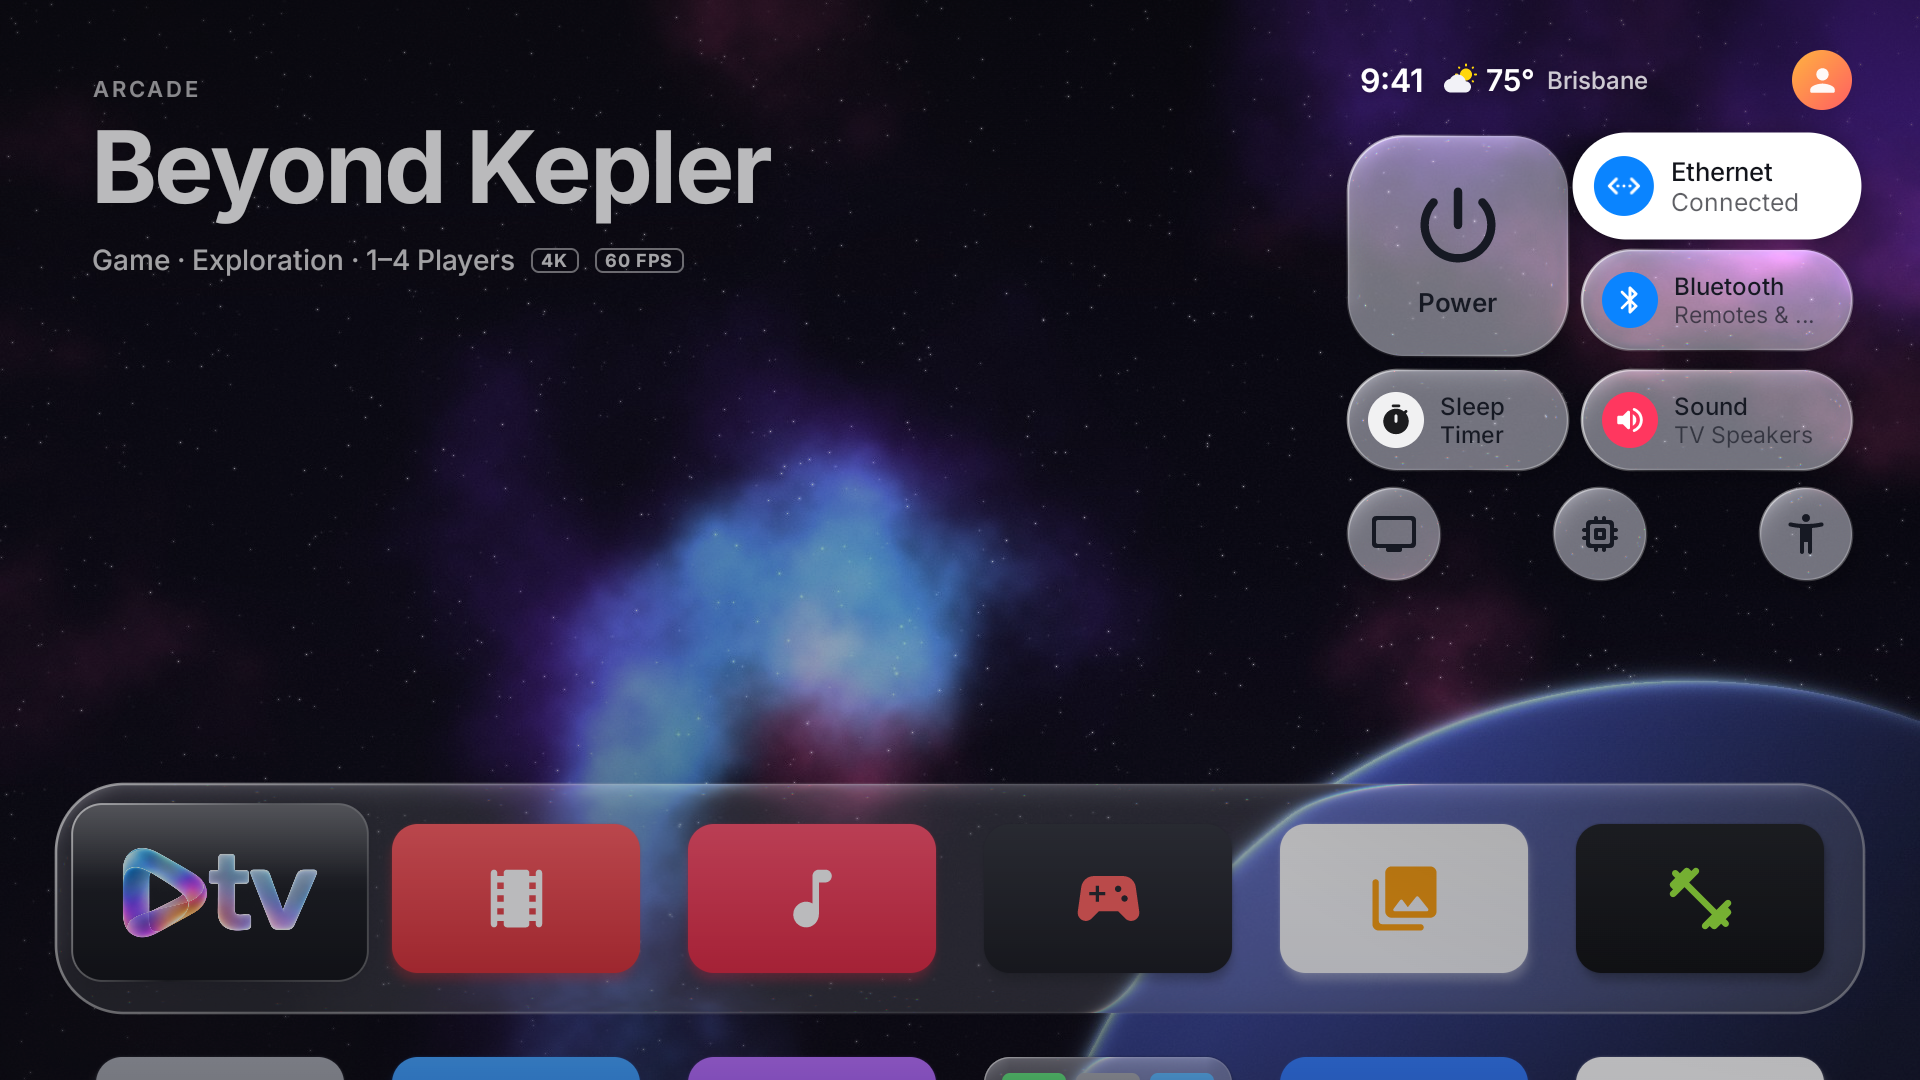 ARCADE
Beyond Kepler
Game · Exploration · 1–4 Players 4K 60 FPS
9:41 75° Brisbane
Power
Ethernet
Connected
Bluetooth
Remotes & ...
Sleep
Timer
Sound
TV Speakers
tv